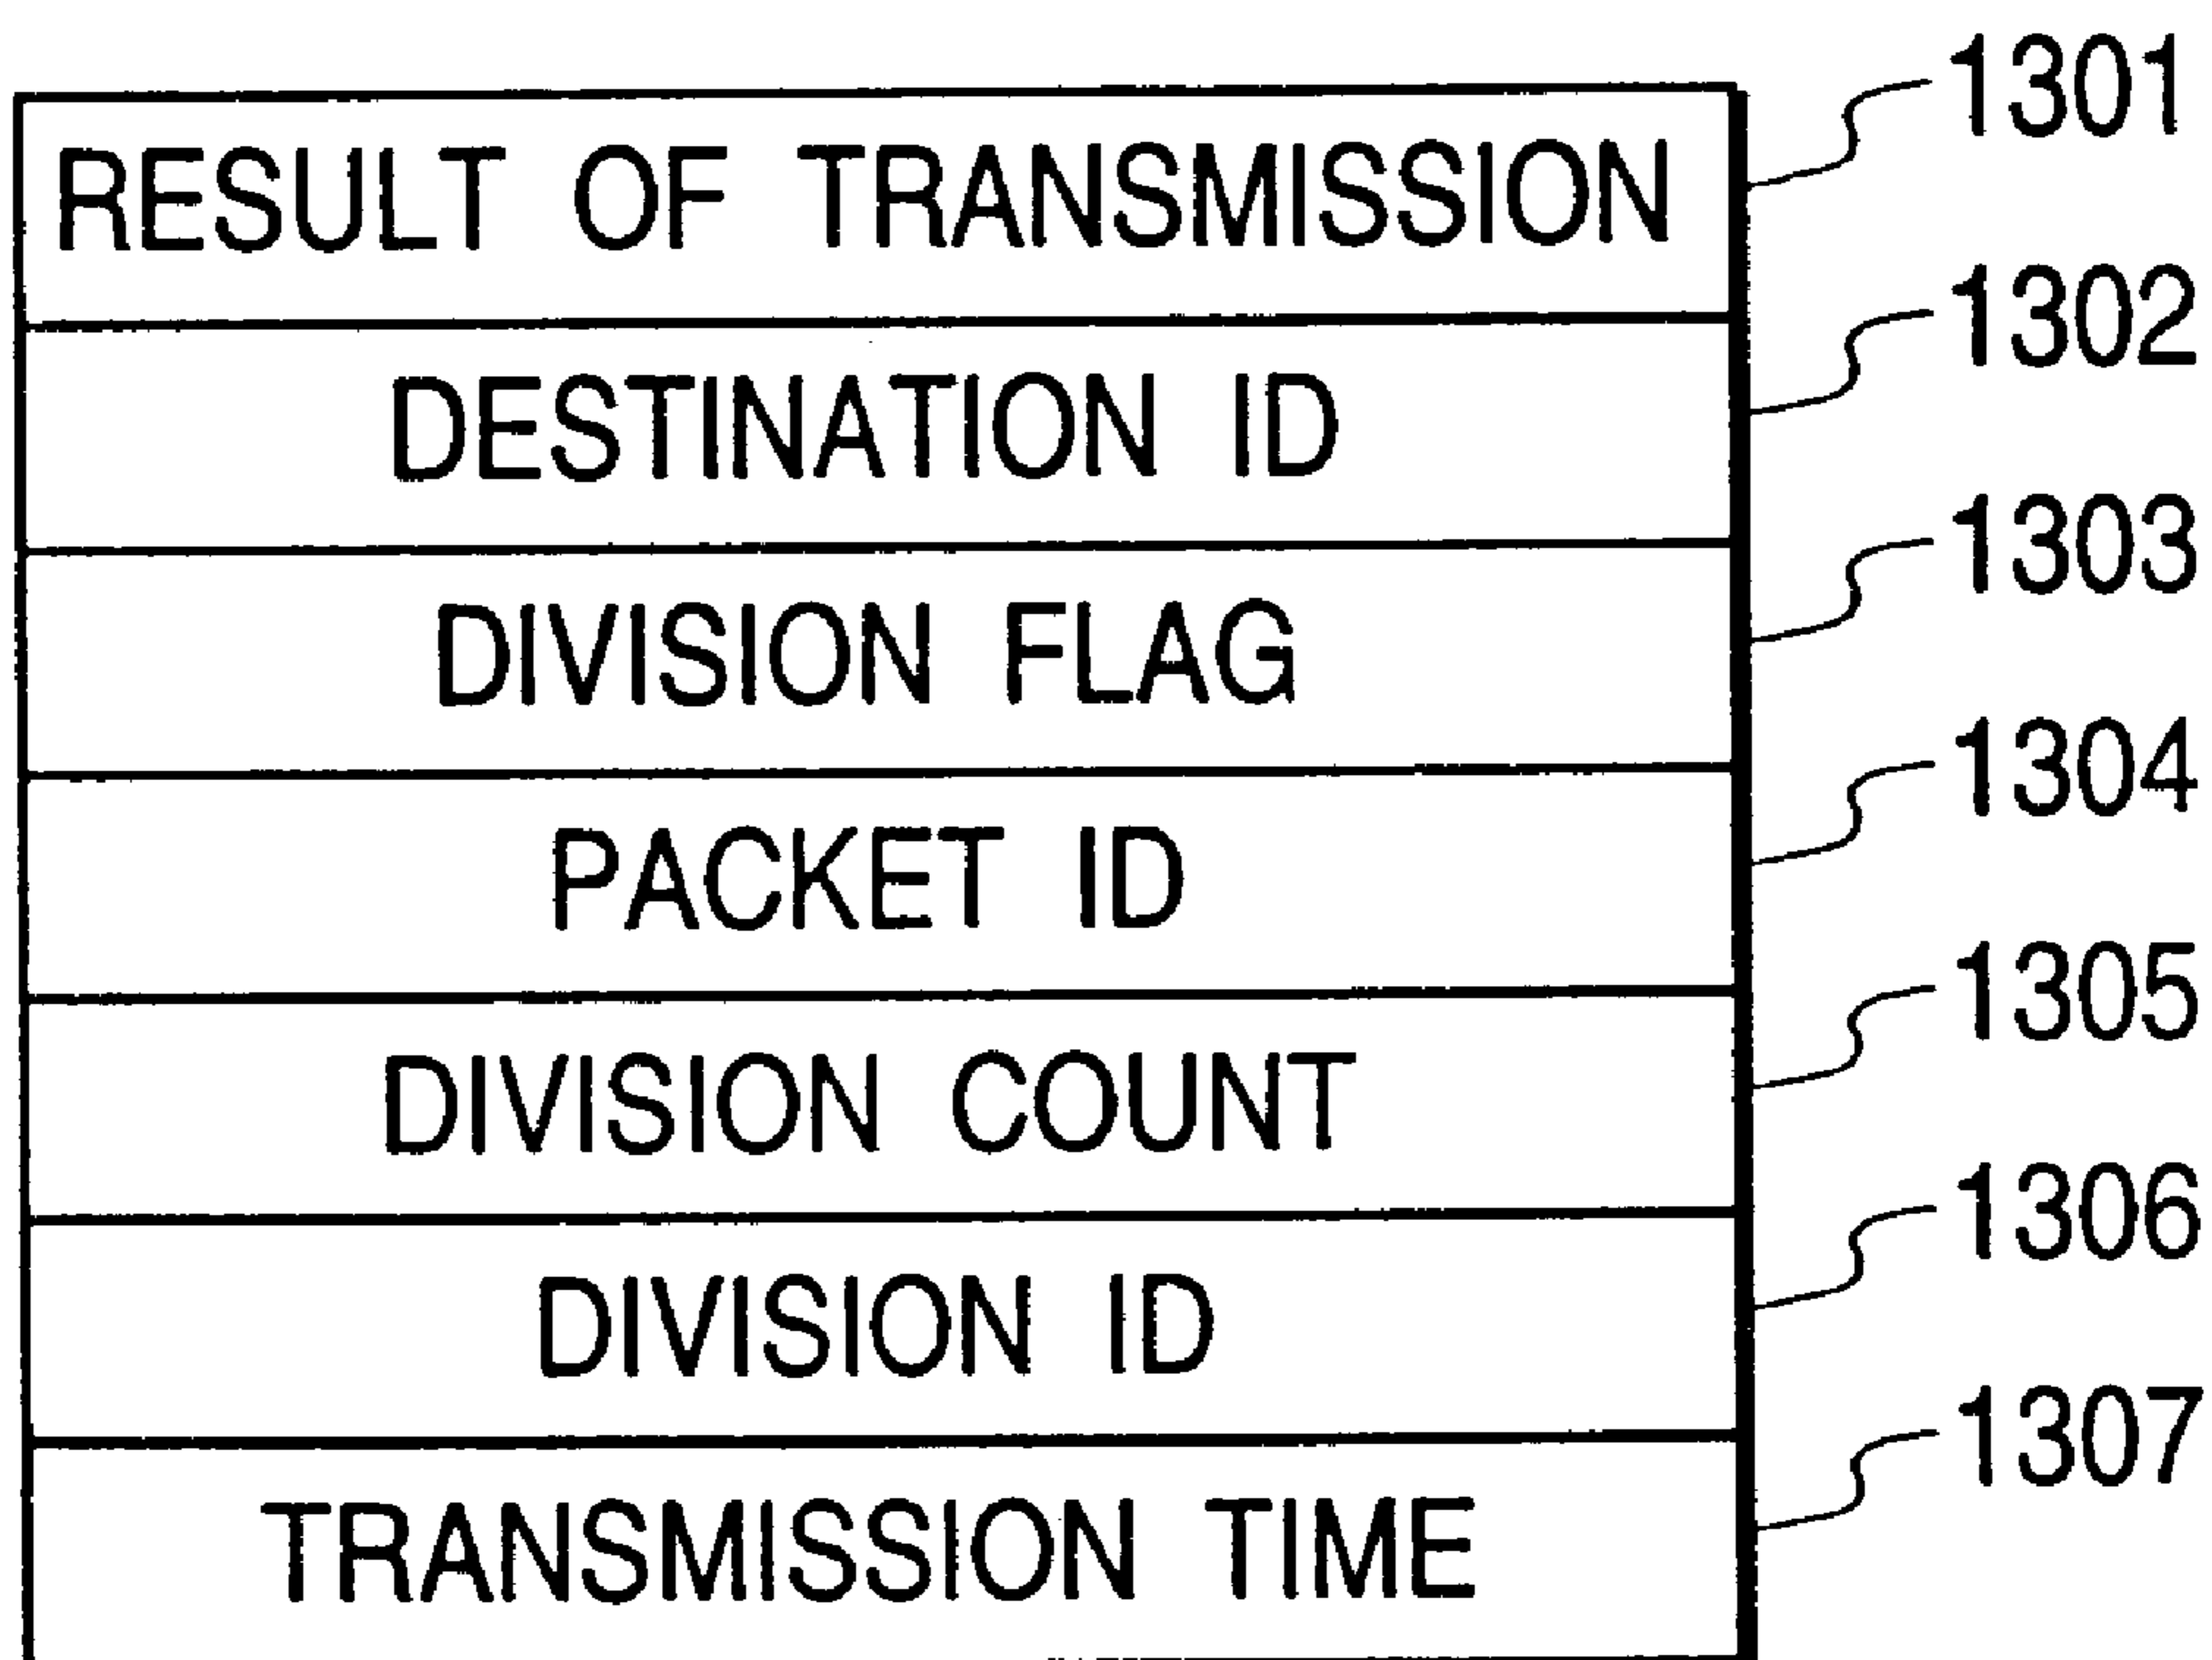 RESULT OF TRANSMISSION 1301
DESTINATION ID 1302
DIVISION FLAG 1303
PACKET ID 1304
DIVISION COUNT 1305
DIVISION ID 1306
TRANSMISSION TIME 1307